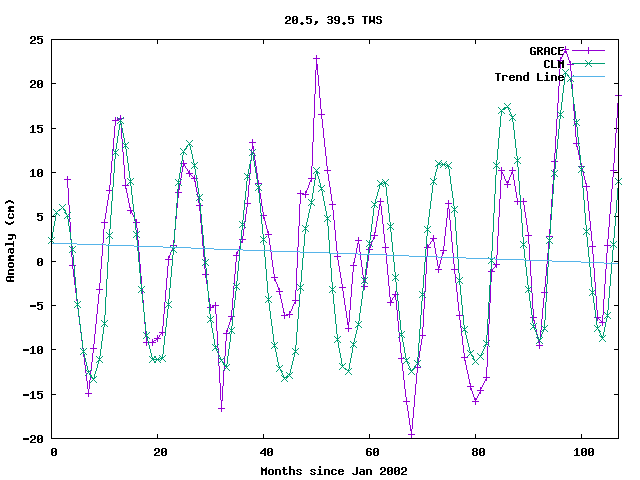 20.5, 39.5 TWS
GRACE
CLM
Trend Line
Anomaly (cm)
25
20
15
10
5
0
-5
-10
-15
-20
0 20 40 60 80 100
Months since Jan 2002